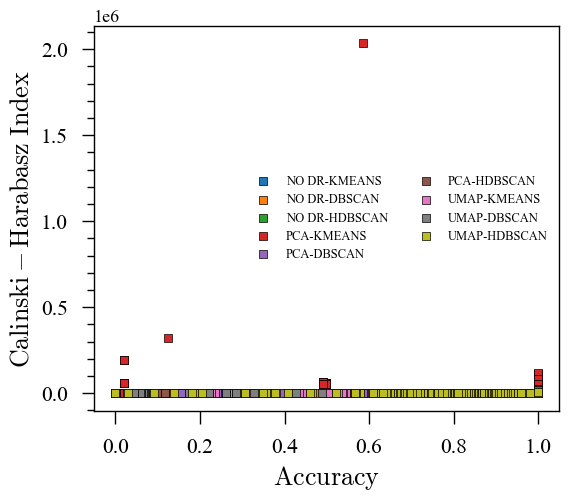 1e6
2.0
1.5
1.0
0.5
0.0
Calinski − Harabasz Index
NO DR-KMEANS
NO DR-DBSCAN
NO DR-HDBSCAN
PCA-KMEANS
PCA-DBSCAN
PCA-HDBSCAN
UMAP-KMEANS
UMAP-DBSCAN
UMAP-HDBSCAN
0.0 0.2 0.4 0.6 0.8 1.0
Accuracy